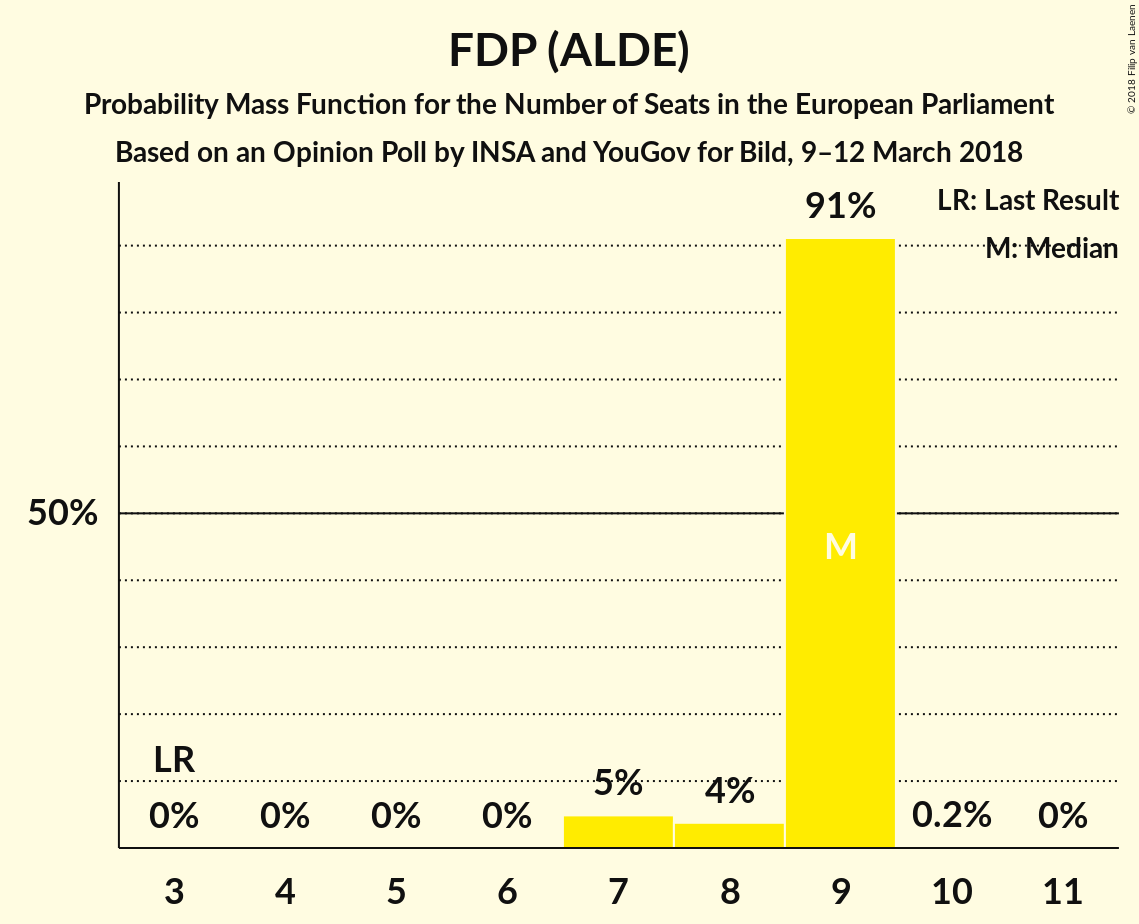 FDP (ALDE)
Probability Mass Function for the Number of Seats in the European Parliament
Based on an Opinion Poll by INSA and YouGov for Bild, 9–12 March 2018
© 2018 Filip van Laenen
LR: Last Result
M: Median
91%
50%
M
LR
0%
0%
0%
0%
5%
4%
0.2%
0%
3 4 5 6 7 8 9 10 11